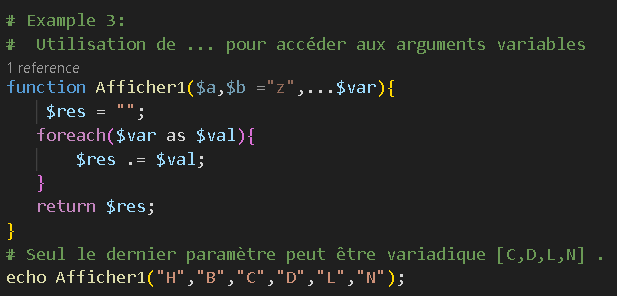 # Example 3:
#  Utilisation de ... pour accéder aux arguments variables
1 reference
function Afficher1($a,$b ="z",...$var){
    $res = "";
   foreach($var as $val){
       $res .= $val;
   }
   return $res;
}
# Seul le dernier paramètre peut être variadique [C,D,L,N] .
echo Afficher1("H","B","C","D","L","N");